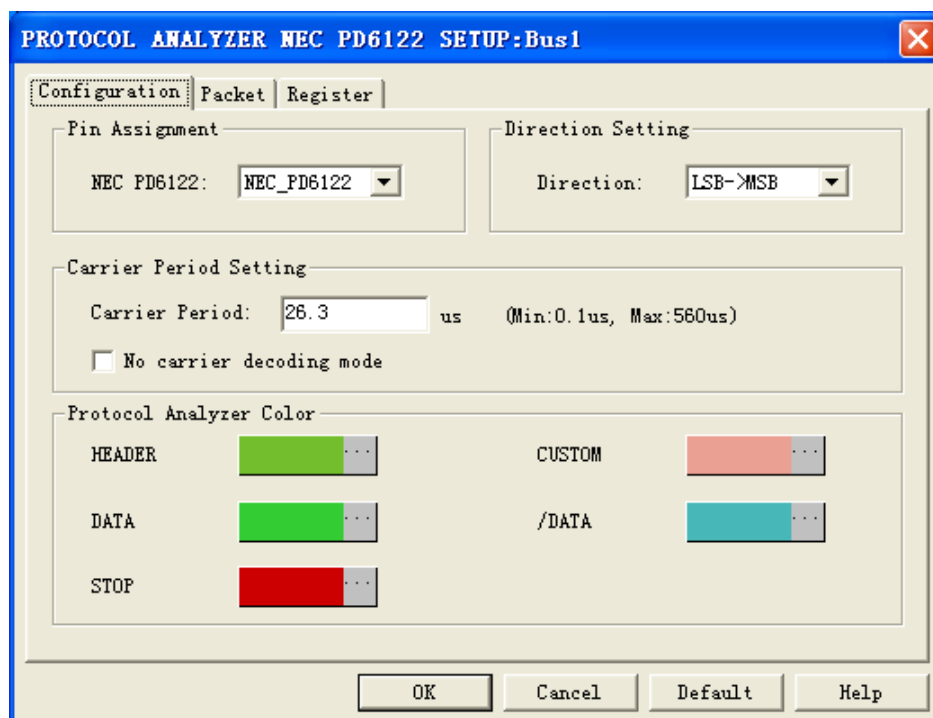 PROTOCOL ANALYZER NEC PD6122 SETUP:Bus1
Configuration Packet Register
Pin Assignment
NEC PD6122: NEC_PD6122
Direction Setting
Direction: LSB->MSB
Carrier Period Setting
Carrier Period: 26.3 us (Min:0.1us, Max:560us)
No carrier decoding mode
Protocol Analyzer Color
HEADER ... CUSTOM ...
DATA ... /DATA ...
STOP ...
OK Cancel Default Help